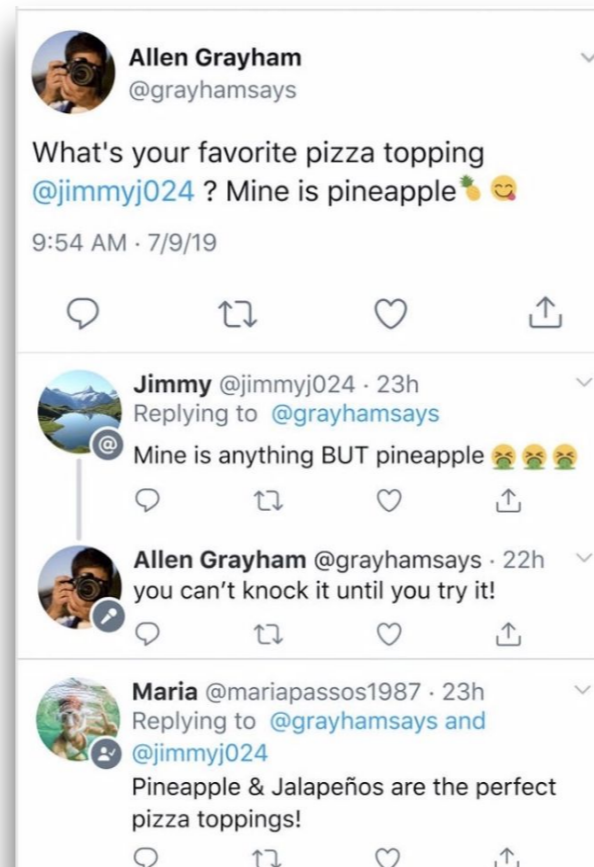 Allen Grayham
@grayhamsays
What's your favorite pizza topping
@jimmyj024 ? Mine is pineapple🍍 😋
9:54 AM · 7/9/19
Jimmy @jimmyj024 · 23h
Replying to @grayhamsays
@
Mine is anything BUT pineapple 🤮 🤮 🤮
Allen Grayham @grayhamsays · 22h
you can’t knock it until you try it!
Maria @mariapassos1987 · 23h
Replying to @grayhamsays and
@jimmyj024
Pineapple & Jalapeños are the perfect
pizza toppings!